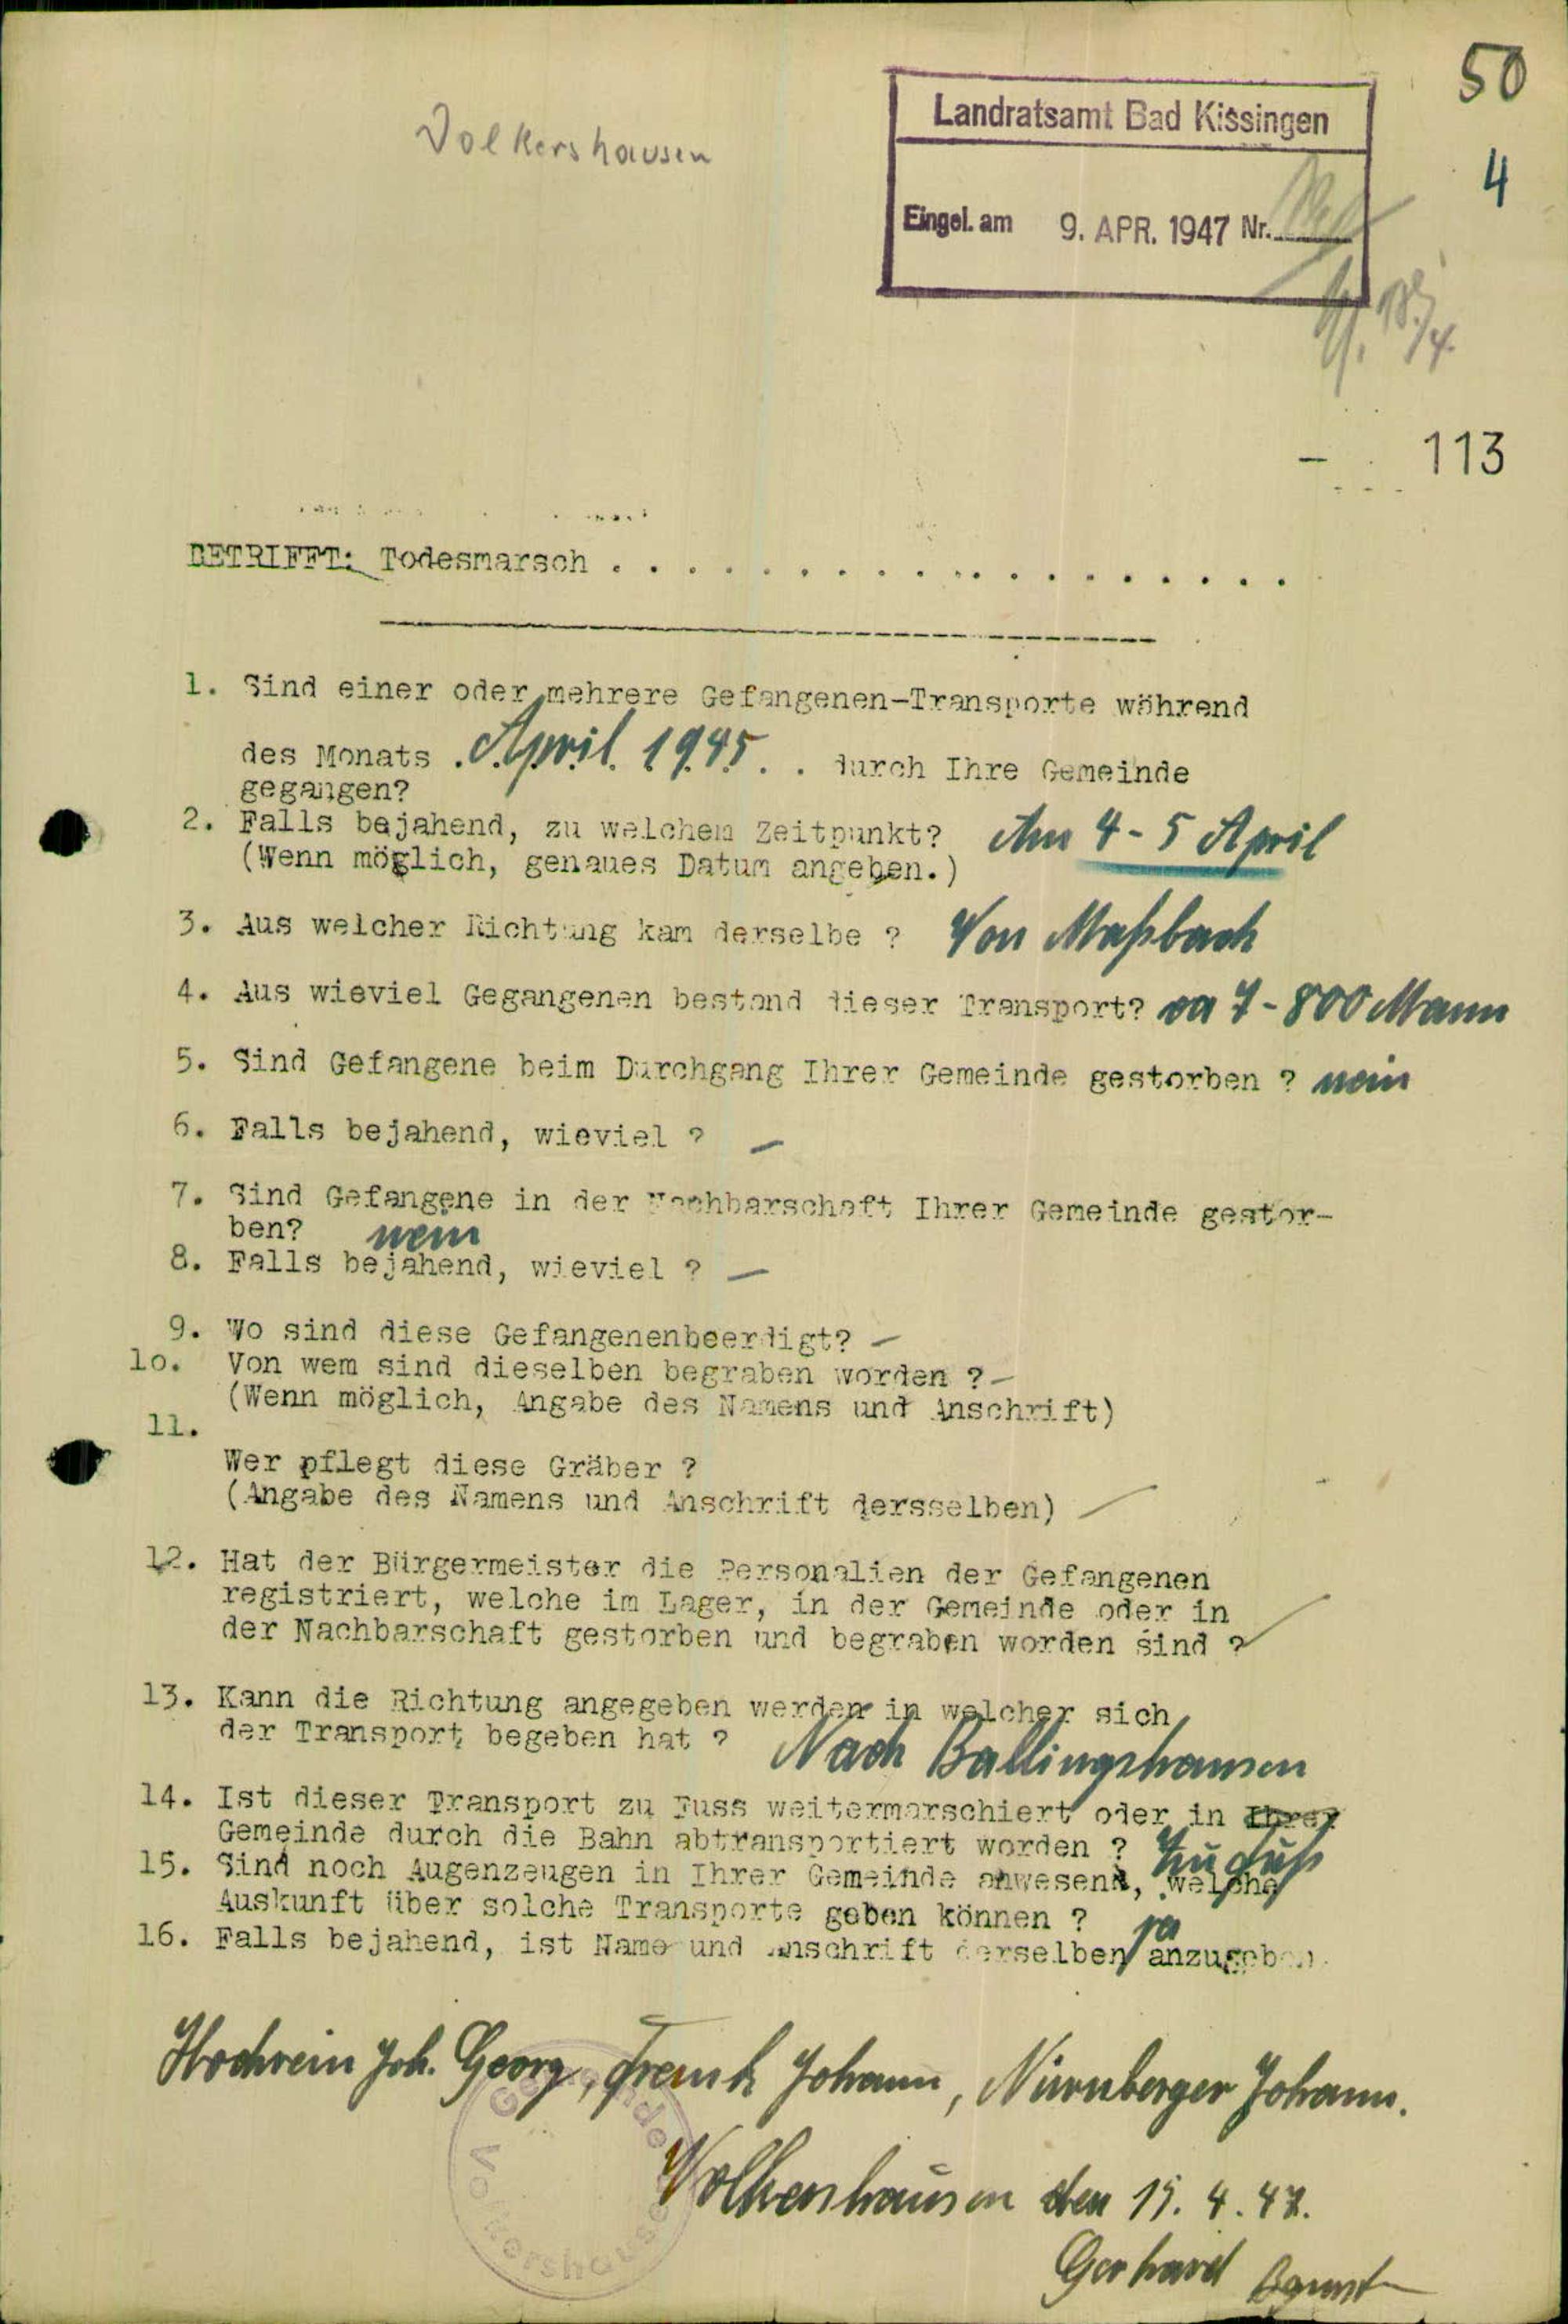 50
Volkershausen
Landratsamt Bad Kissingen
4
Eingel. am 9. APR. 1947 Nr.
18/4.
- 113
BETRIFFT: Todesmarsch . . . . . . . . . . . . . . . . . .
1. Sind einer oder mehrere Gefangenen-Transporte während
des Monats . April 1945 . . durch Ihre Gemeinde
gegangen?
2. Falls bejahend, zu welchem Zeitpunkt? Am 4 - 5 April
(Wenn möglich, genaues Datum angeben.)
3. Aus welcher Richtung kam derselbe ? Von Maßbach
4. Aus wieviel Gegangenen bestand dieser Transport? ca 7 - 800 Mann
5. Sind Gefangene beim Durchgang Ihrer Gemeinde gestorben ? nein
6. Falls bejahend, wieviel ? —
7. Sind Gefangene in der Nachbarschaft Ihrer Gemeinde gestor-
ben? nein
8. Falls bejahend, wieviel ? —
9. Wo sind diese Gefangenenbeerdigt? —
lo. Von wem sind dieselben begraben worden ? —
(Wenn möglich, Angabe des Namens und Anschrift)
11.
Wer pflegt diese Gräber ?
(Angabe des Namens und Anschrift dersselben) —
12. Hat der Bürgermeister die Personalien der Gefangenen
registriert, welche im Lager, in der Gemeinde oder in
der Nachbarschaft gestorben und begraben worden sind ?
13. Kann die Richtung angegeben werden in welcher sich
der Transport begeben hat ? Nach Ballingshausen
14. Ist dieser Transport zu Fuss weitermarschiert oder in Ihrer
Gemeinde durch die Bahn abtransportiert worden ? Zu Fuß
15. Sind noch Augenzeugen in Ihrer Gemeinde anwesend, welche
Auskunft über solche Transporte geben können ? ja
16. Falls bejahend, ist Name und Anschrift derselben anzugeben.
Hochrein Joh. Georg, Frank Johann, Nürnberger Johann.
Gemeinde Volkershausen
Volkershausen den 15. 4. 47.
Gerhard